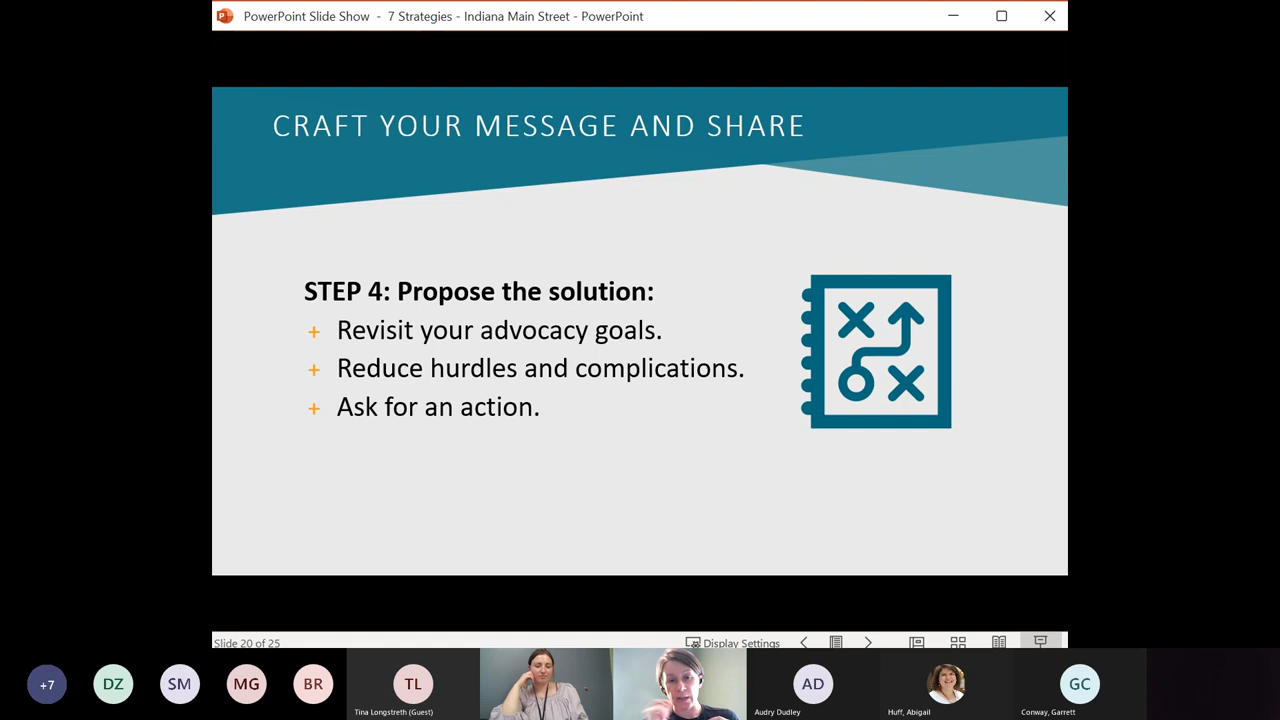 PowerPoint Slide Show - 7 Strategies - Indiana Main Street - PowerPoint
CRAFT YOUR MESSAGE AND SHARE
STEP 4: Propose the solution:
+ Revisit your advocacy goals.
+ Reduce hurdles and complications.
+ Ask for an action.
Slide 20 of 25
Display Settings
+7
DZ
SM
MG
BR
TL
AD
GC
Tina Longstreth (Guest)
Audry Dudley
Huff, Abigail
Conway, Garrett